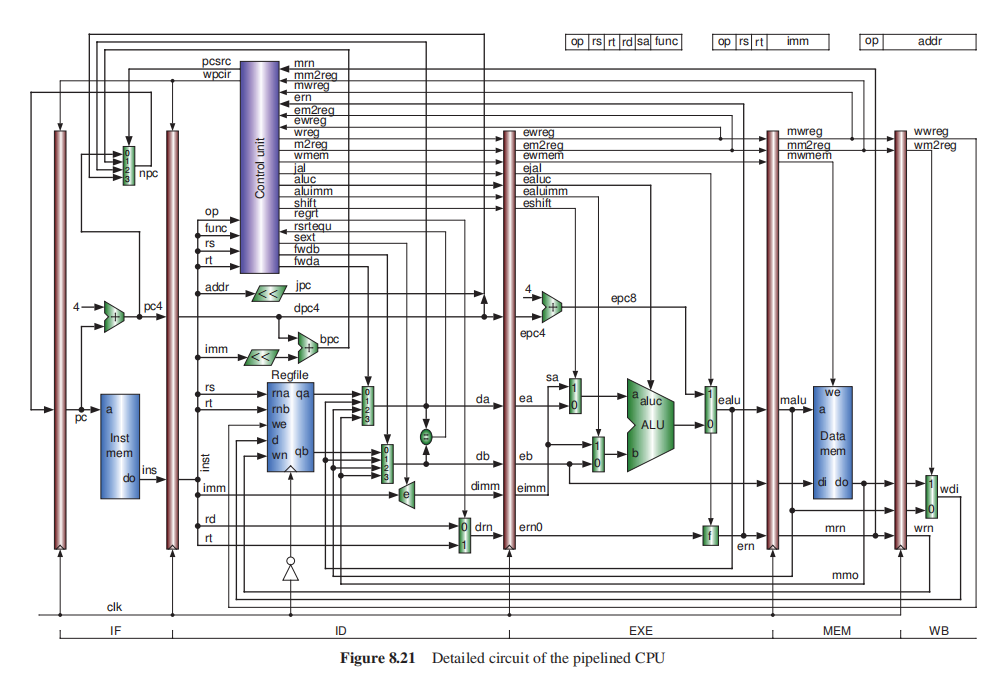 op rs rt rd sa func
op rs rt imm
op addr
pcsrc
wpcir
mrn
mm2reg
mwreg
ern
em2reg
ewreg
wreg
m2reg
wmem
jal
aluc
aluimm
shift
regrt
rsrtequ
sext
fwdb
fwda
Control unit
op
func
rs
rt
ewreg
em2reg
ewmem
ejal
ealuc
ealuimm
eshift
mwreg
mm2reg
mwmem
wwreg
wm2reg
0
1
2
3
npc
addr
<<
jpc
dpc4
4
+
pc4
imm
<<
+
bpc
4
+
epc8
epc4
Regfile
rs
rt
rna qa
rnb
we
d
wn qb
0
1
2
3
0
1
2
3
=
da
db
sa
ea
eb
1
0
1
0
a aluc
ALU
b
1
0
ealu
malu
we
a
Data
mem
di do
1
0
wdi
pc
a
Inst
mem
do
ins
inst
imm
e
dimm
eimm
rd
rt
0
1
drn
ern0
f
ern
mrn
wrn
mmo
clk
IF ID EXE MEM WB
Figure 8.21 Detailed circuit of the pipelined CPU